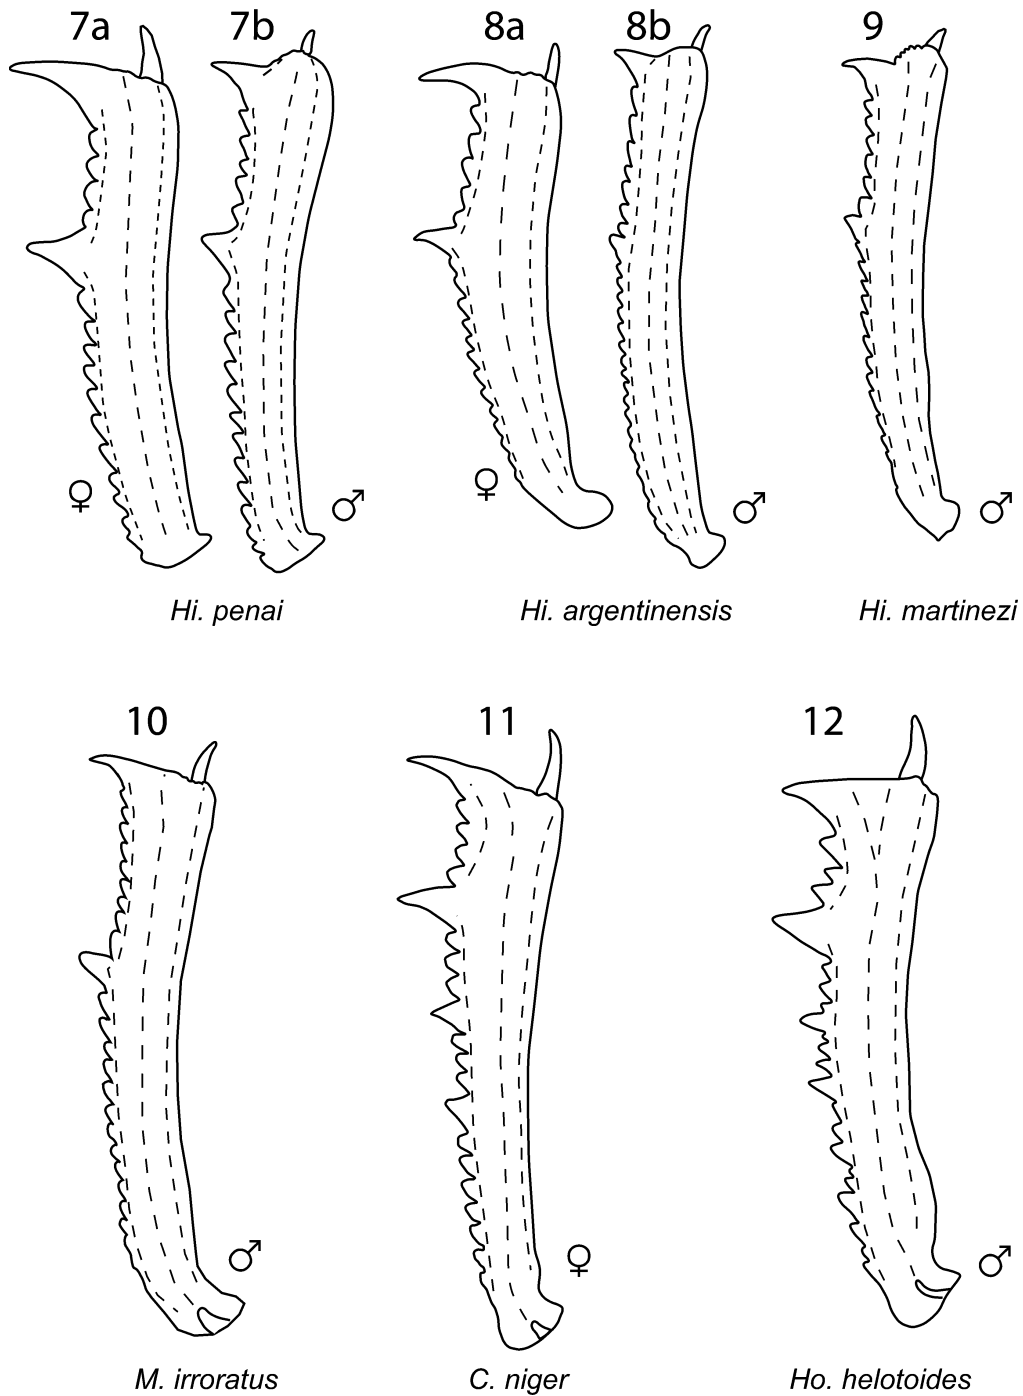 7a 7b 8a 8b 9
♀ ♂ ♀ ♂ ♂
Hi. penai Hi. argentinensis Hi. martinezi
10 11 12
♂ ♀ ♂
M. irroratus C. niger Ho. helotoides